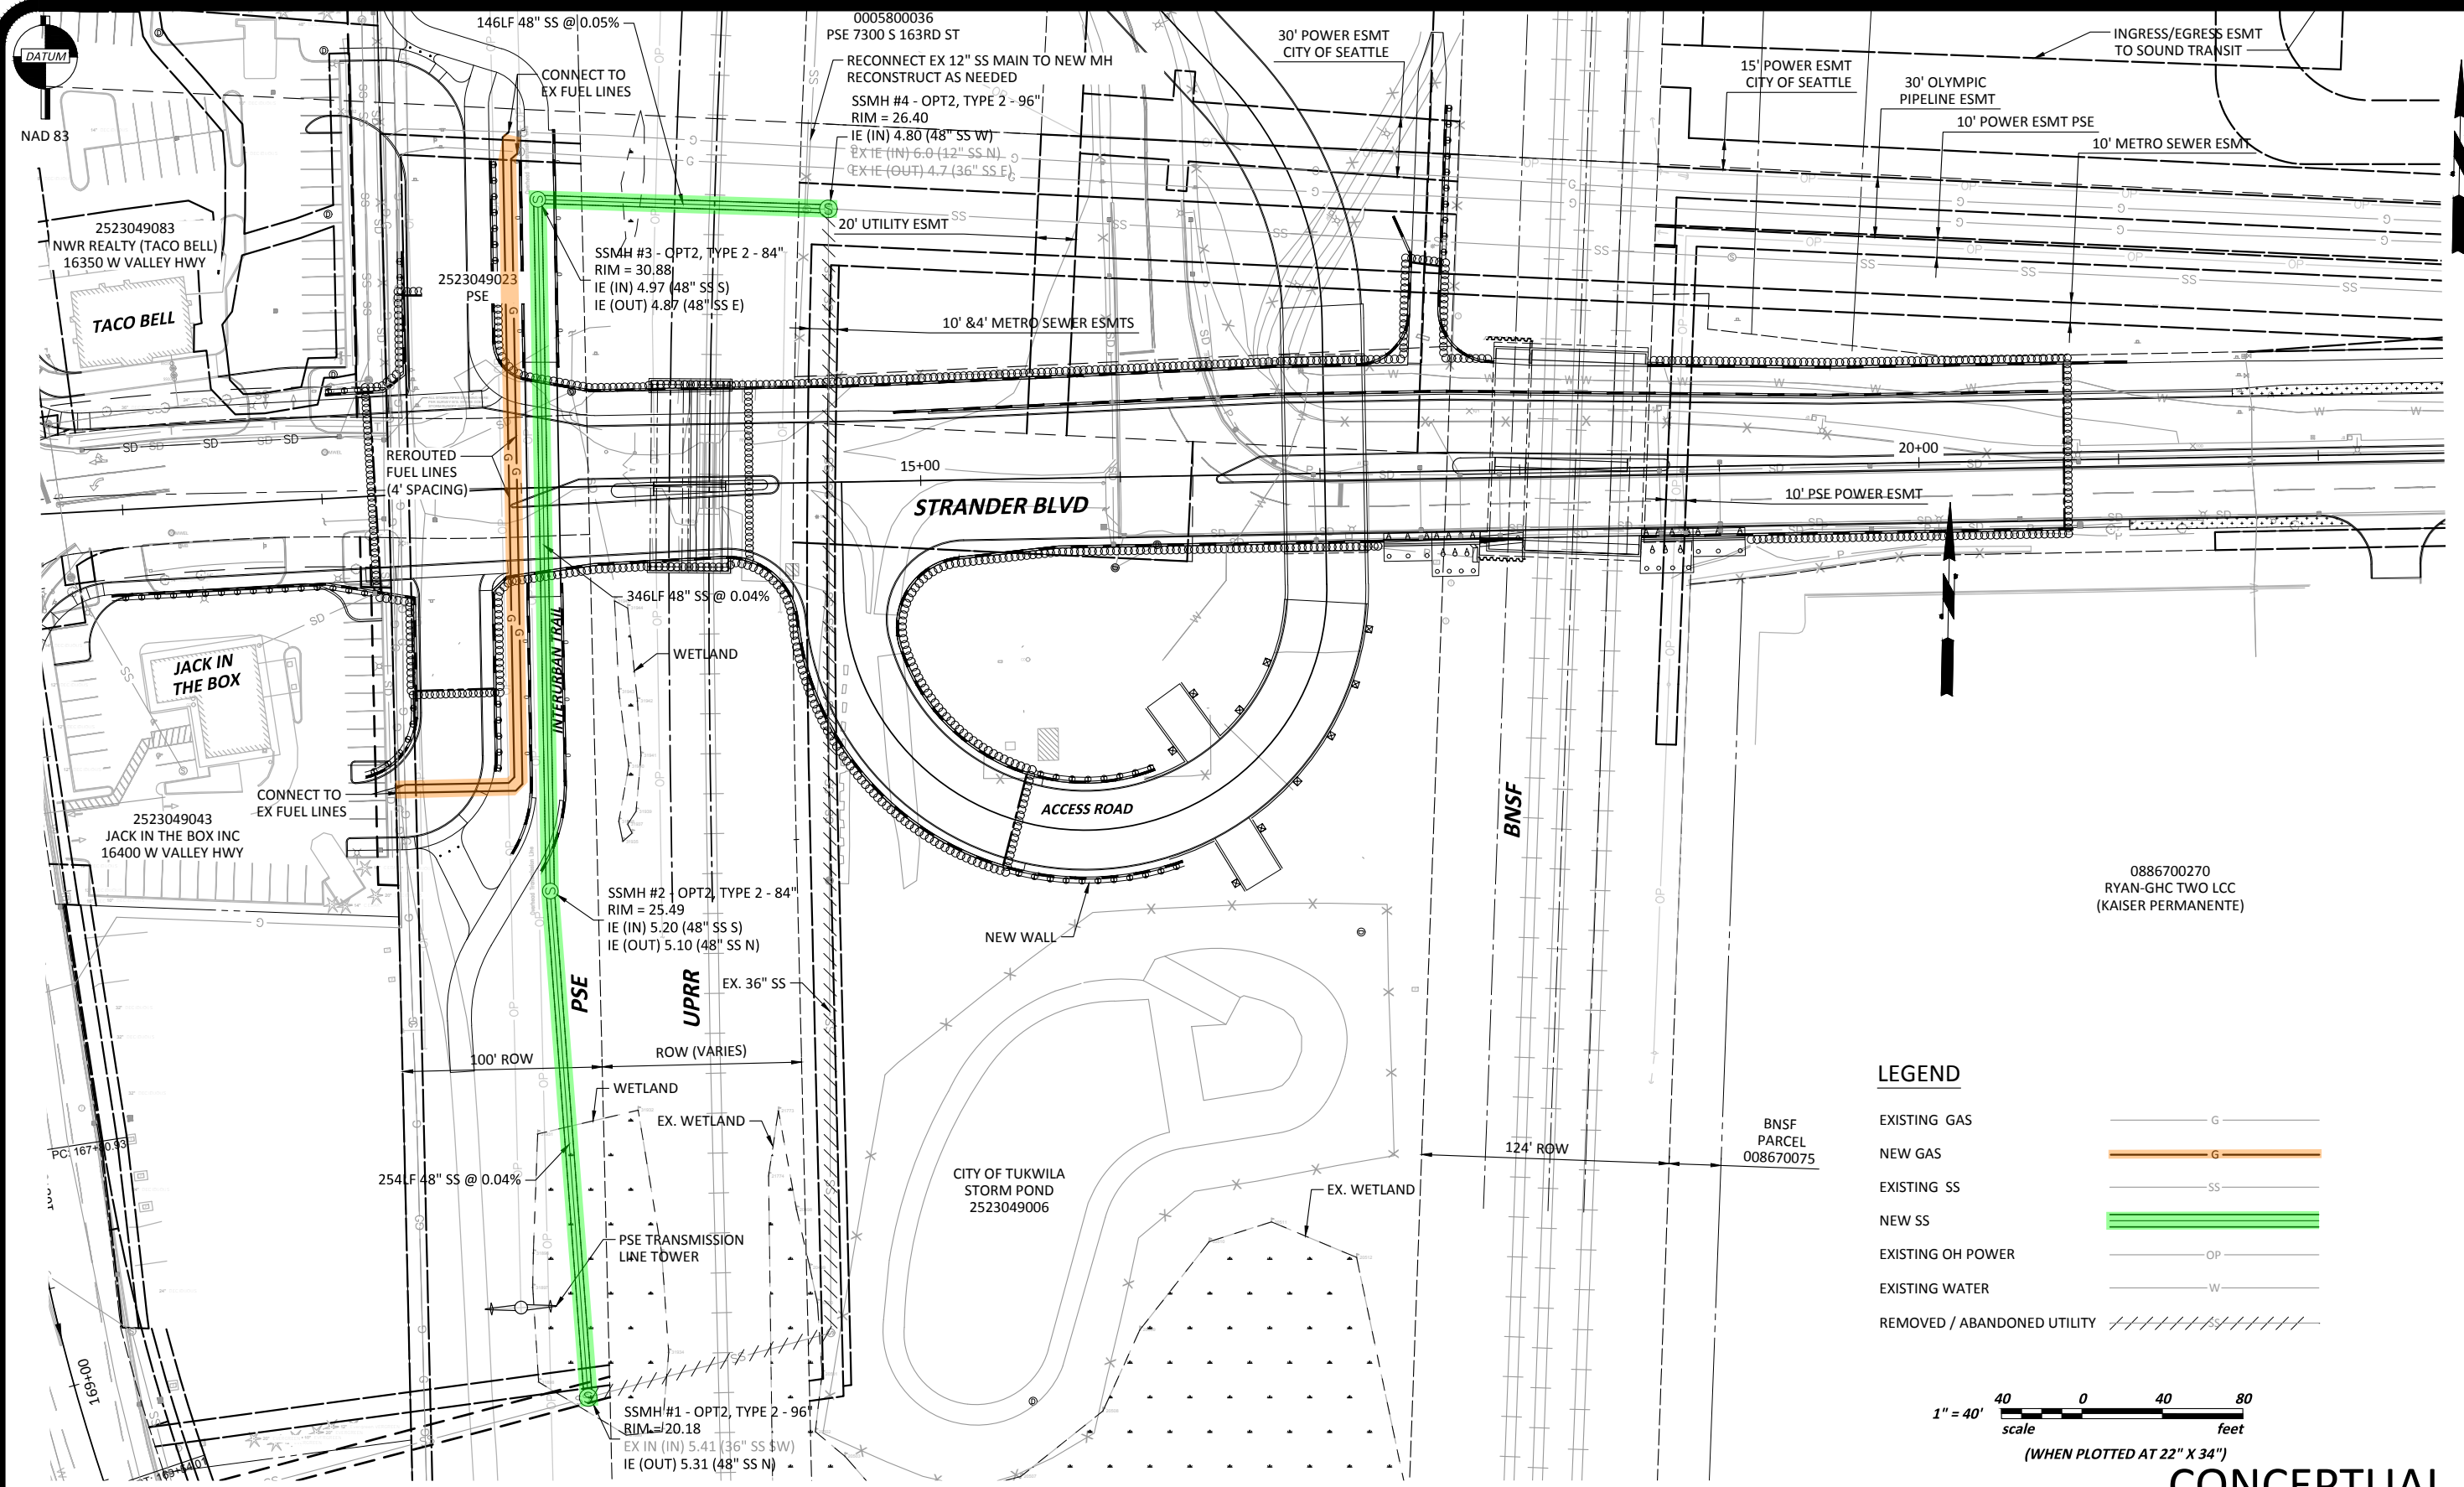 DATUM
NAD 83
146LF 48" SS @ 0.05%
CONNECT TO
EX FUEL LINES
0005800036
PSE 7300 S 163RD ST
RECONNECT EX 12" SS MAIN TO NEW MH
RECONSTRUCT AS NEEDED
SSMH #4 - OPT2, TYPE 2 - 96"
RIM = 26.40
IE (IN) 4.80 (48" SS W)
EX IE (IN) 6.0 (12" SS N)
EX IE (OUT) 4.7 (36" SS E)
30' POWER ESMT
CITY OF SEATTLE
15' POWER ESMT
CITY OF SEATTLE
INGRESS/EGRESS ESMT
TO SOUND TRANSIT
30' OLYMPIC
PIPELINE ESMT
10' POWER ESMT PSE
10' METRO SEWER ESMT
2523049083
NWR REALTY (TACO BELL)
16350 W VALLEY HWY
TACO BELL
2523049023
PSE
20' UTILITY ESMT
SSMH #3 - OPT2, TYPE 2 - 84"
RIM = 30.88
IE (IN) 4.97 (48" SS S)
IE (OUT) 4.87 (48" SS E)
10' &4' METRO SEWER ESMTS
REROUTED
FUEL LINES
(4' SPACING)
15+00
STRANDER BLVD
20+00
10' PSE POWER ESMT
346LF 48" SS @ 0.04%
INTERURBAN TRAIL
WETLAND
JACK IN
THE BOX
CONNECT TO
EX FUEL LINES
2523049043
JACK IN THE BOX INC
16400 W VALLEY HWY
ACCESS ROAD
BNSF
0886700270
RYAN-GHC TWO LCC
(KAISER PERMANENTE)
SSMH #2 - OPT2, TYPE 2 - 84"
RIM = 25.49
IE (IN) 5.20 (48" SS S)
IE (OUT) 5.10 (48" SS N)
NEW WALL
PSE
UPRR
EX. 36" SS
100' ROW
ROW (VARIES)
WETLAND
EX. WETLAND
254LF 48" SS @ 0.04%
PSE TRANSMISSION
LINE TOWER
CITY OF TUKWILA
STORM POND
2523049006
EX. WETLAND
124' ROW
BNSF
PARCEL
008670075
169+00
SSMH #1 - OPT2, TYPE 2 - 96"
RIM = 20.18
EX IN (IN) 5.41 (36" SS SW)
IE (OUT) 5.31 (48" SS N)
LEGEND
EXISTING GAS G
NEW GAS G
EXISTING SS SS
NEW SS
EXISTING OH POWER OP
EXISTING WATER W
REMOVED / ABANDONED UTILITY SS
40 0 40 80
1" = 40'
scale feet
(WHEN PLOTTED AT 22" X 34")
CONCEPTUAL